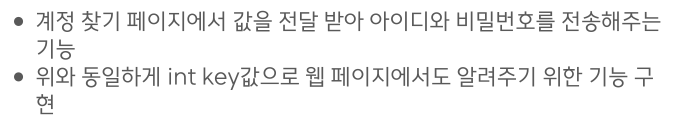 • 계정 찾기 페이지에서 값을 전달 받아 아이디와 비밀번호를 전송해주는
기능
• 위와 동일하게 int key값으로 웹 페이지에서도 알려주기 위한 기능 구
현